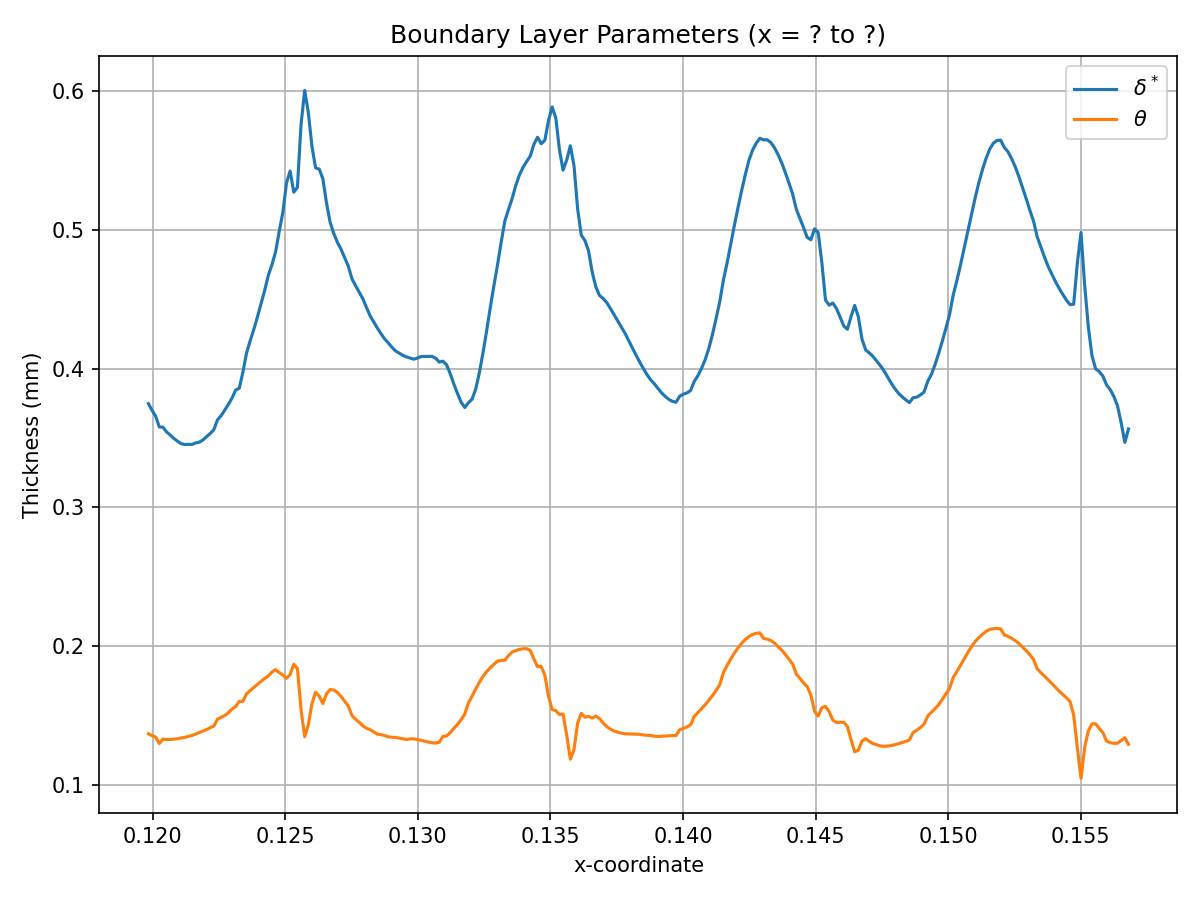 Boundary Layer Parameters (x = ? to ?)
δ*
θ
Thickness (mm)
0.6
0.5
0.4
0.3
0.2
0.1
0.120 0.125 0.130 0.135 0.140 0.145 0.150 0.155
x-coordinate